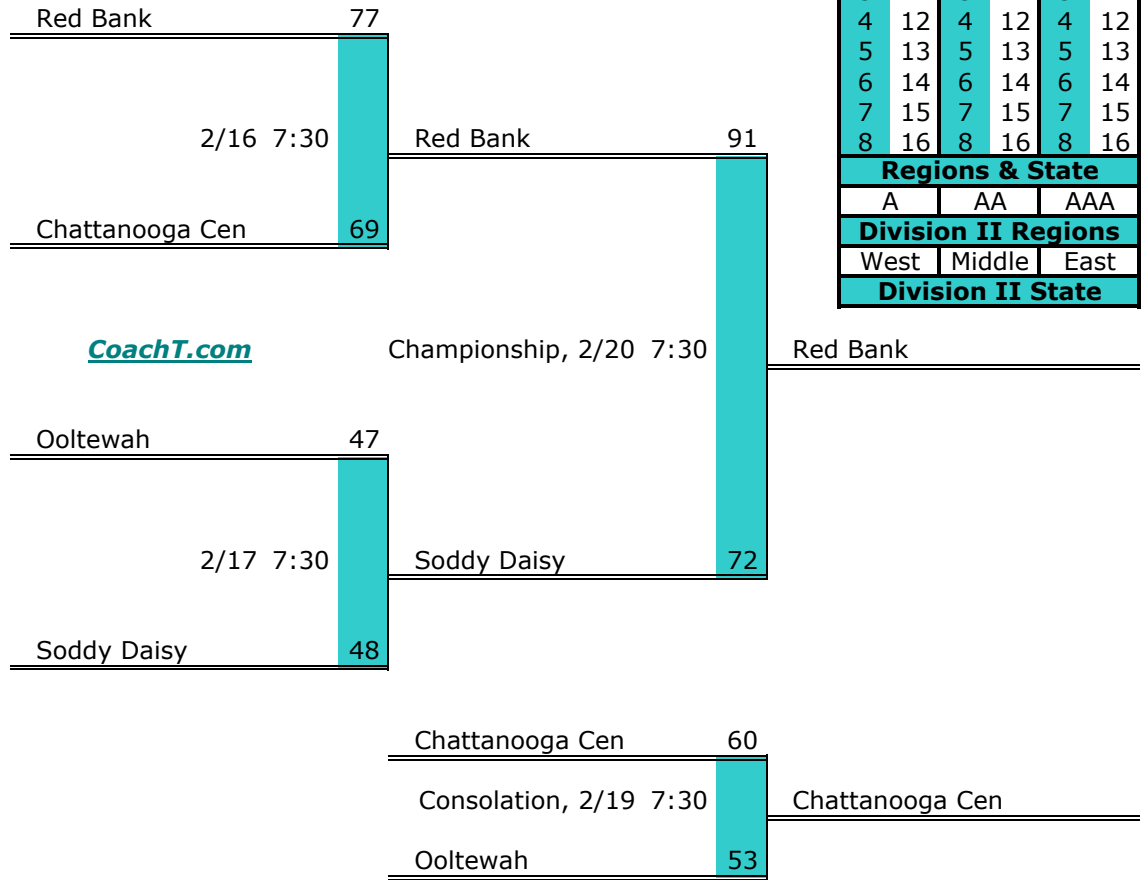 Red Bank 77
4 12 4 12 4 12
5 13 5 13 5 13
6 14 6 14 6 14
7 15 7 15 7 15
2/16 7:30 Red Bank 91
8 16 8 16 8 16
Regions & State
A AA AAA
Chattanooga Cen 69
Division II Regions
West Middle East
Division II State
CoachT.com Championship, 2/20 7:30 Red Bank
Ooltewah 47
2/17 7:30 Soddy Daisy 72
Soddy Daisy 48
Chattanooga Cen 60
Consolation, 2/19 7:30 Chattanooga Cen
Ooltewah 53